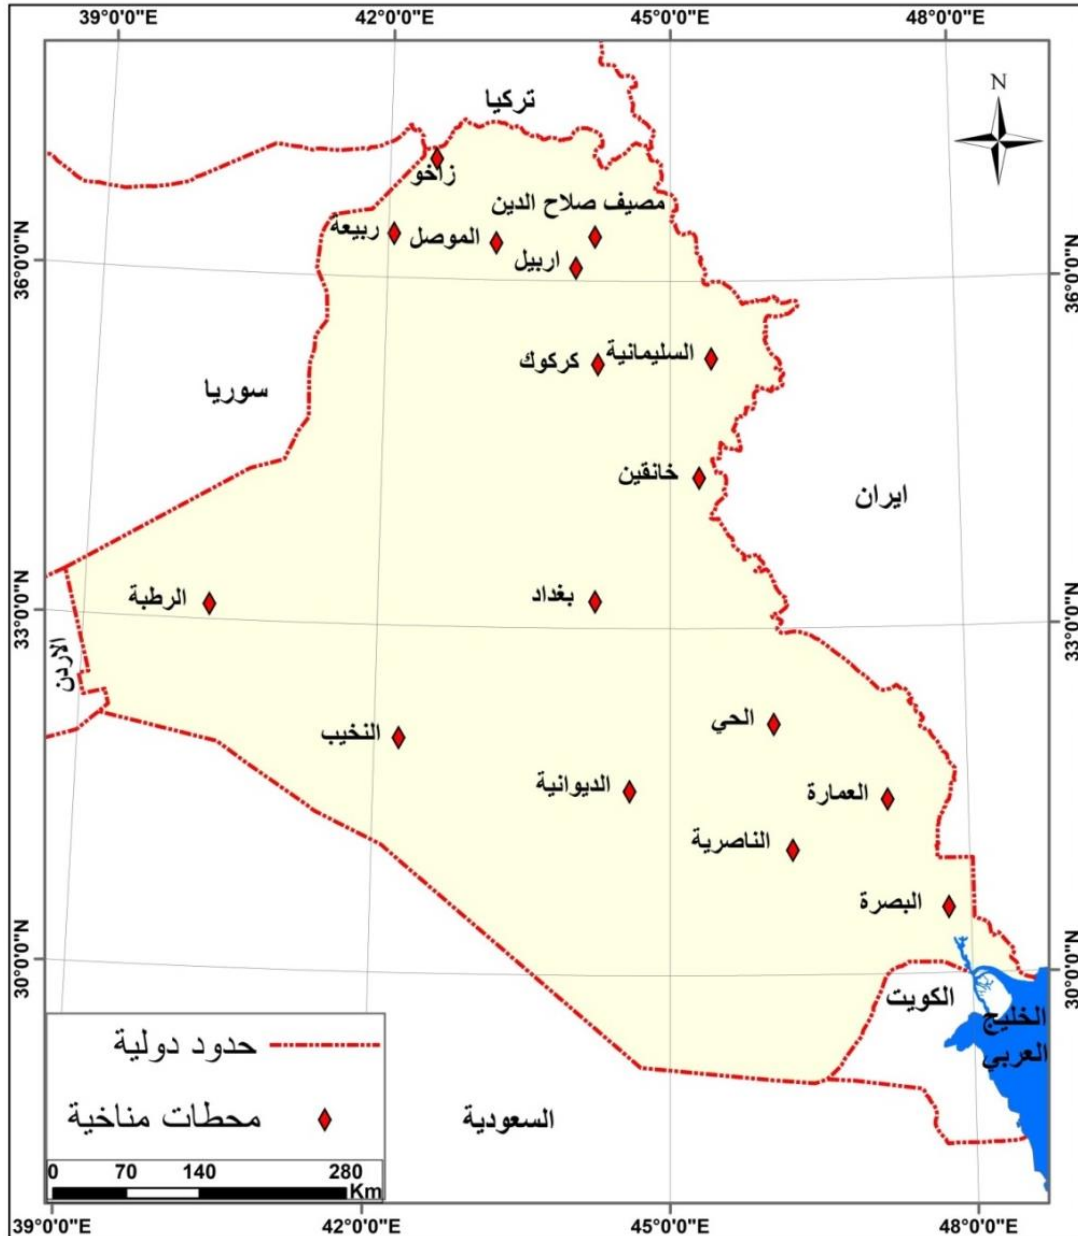 39°0'0"E
42°0'0"E
45°0'0"E
48°0'0"E
N
تركيا
زاخو
مصيف صلاح الدين
ربيعة
الموصل
اربيل
36°0'0"N
36°0'0"N
السليمانية
كركوك
سوريا
خانقين
ايران
الرطبة
بغداد
33°0'0"N
33°0'0"N
الاردن
النخيب
الحي
الديوانية
العمارة
الناصرية
البصرة
30°0'0"N
30°0'0"N
الكويت
الخليج
العربي
حدود دولية
محطات مناخية
السعودية
0 70 140 280
Km
39°0'0"E
42°0'0"E
45°0'0"E
48°0'0"E